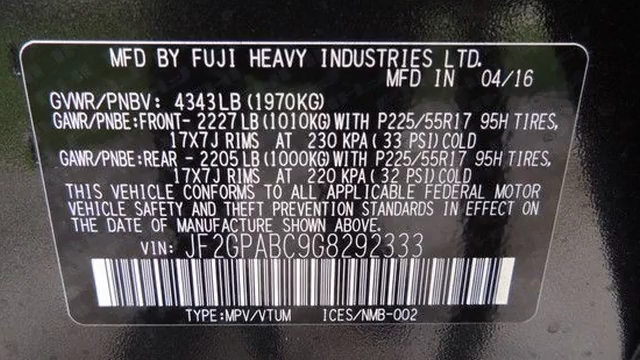 MFD BY FUJI HEAVY INDUSTRIES LTD.
MFD IN 04/16
GVWR/PNBV: 4343LB (1970KG)
GAWR/PNBE:FRONT- 2227LB (1010KG) WITH P225/55R17 95H TIRES,
17X7J RIMS AT 230 KPA ( 33 PSI) COLD
GAWR/PNBE:REAR - 2205LB (1000KG) WITH P225/55R17 95H TIRES,
17X7J RIMS AT 220 KPA ( 32 PSI) COLD
THIS VEHICLE CONFORMS TO ALL APPLICABLE FEDERAL MOTOR
VEHICLE SAFETY AND THEFT PREVENTION STANDARDS IN EFFECT ON
THE DATE OF MANUFACTURE SHOWN ABOVE.
VIN: JF2GPABC9G8292333
TYPE:MPV/VTUM ICES/NMB-002